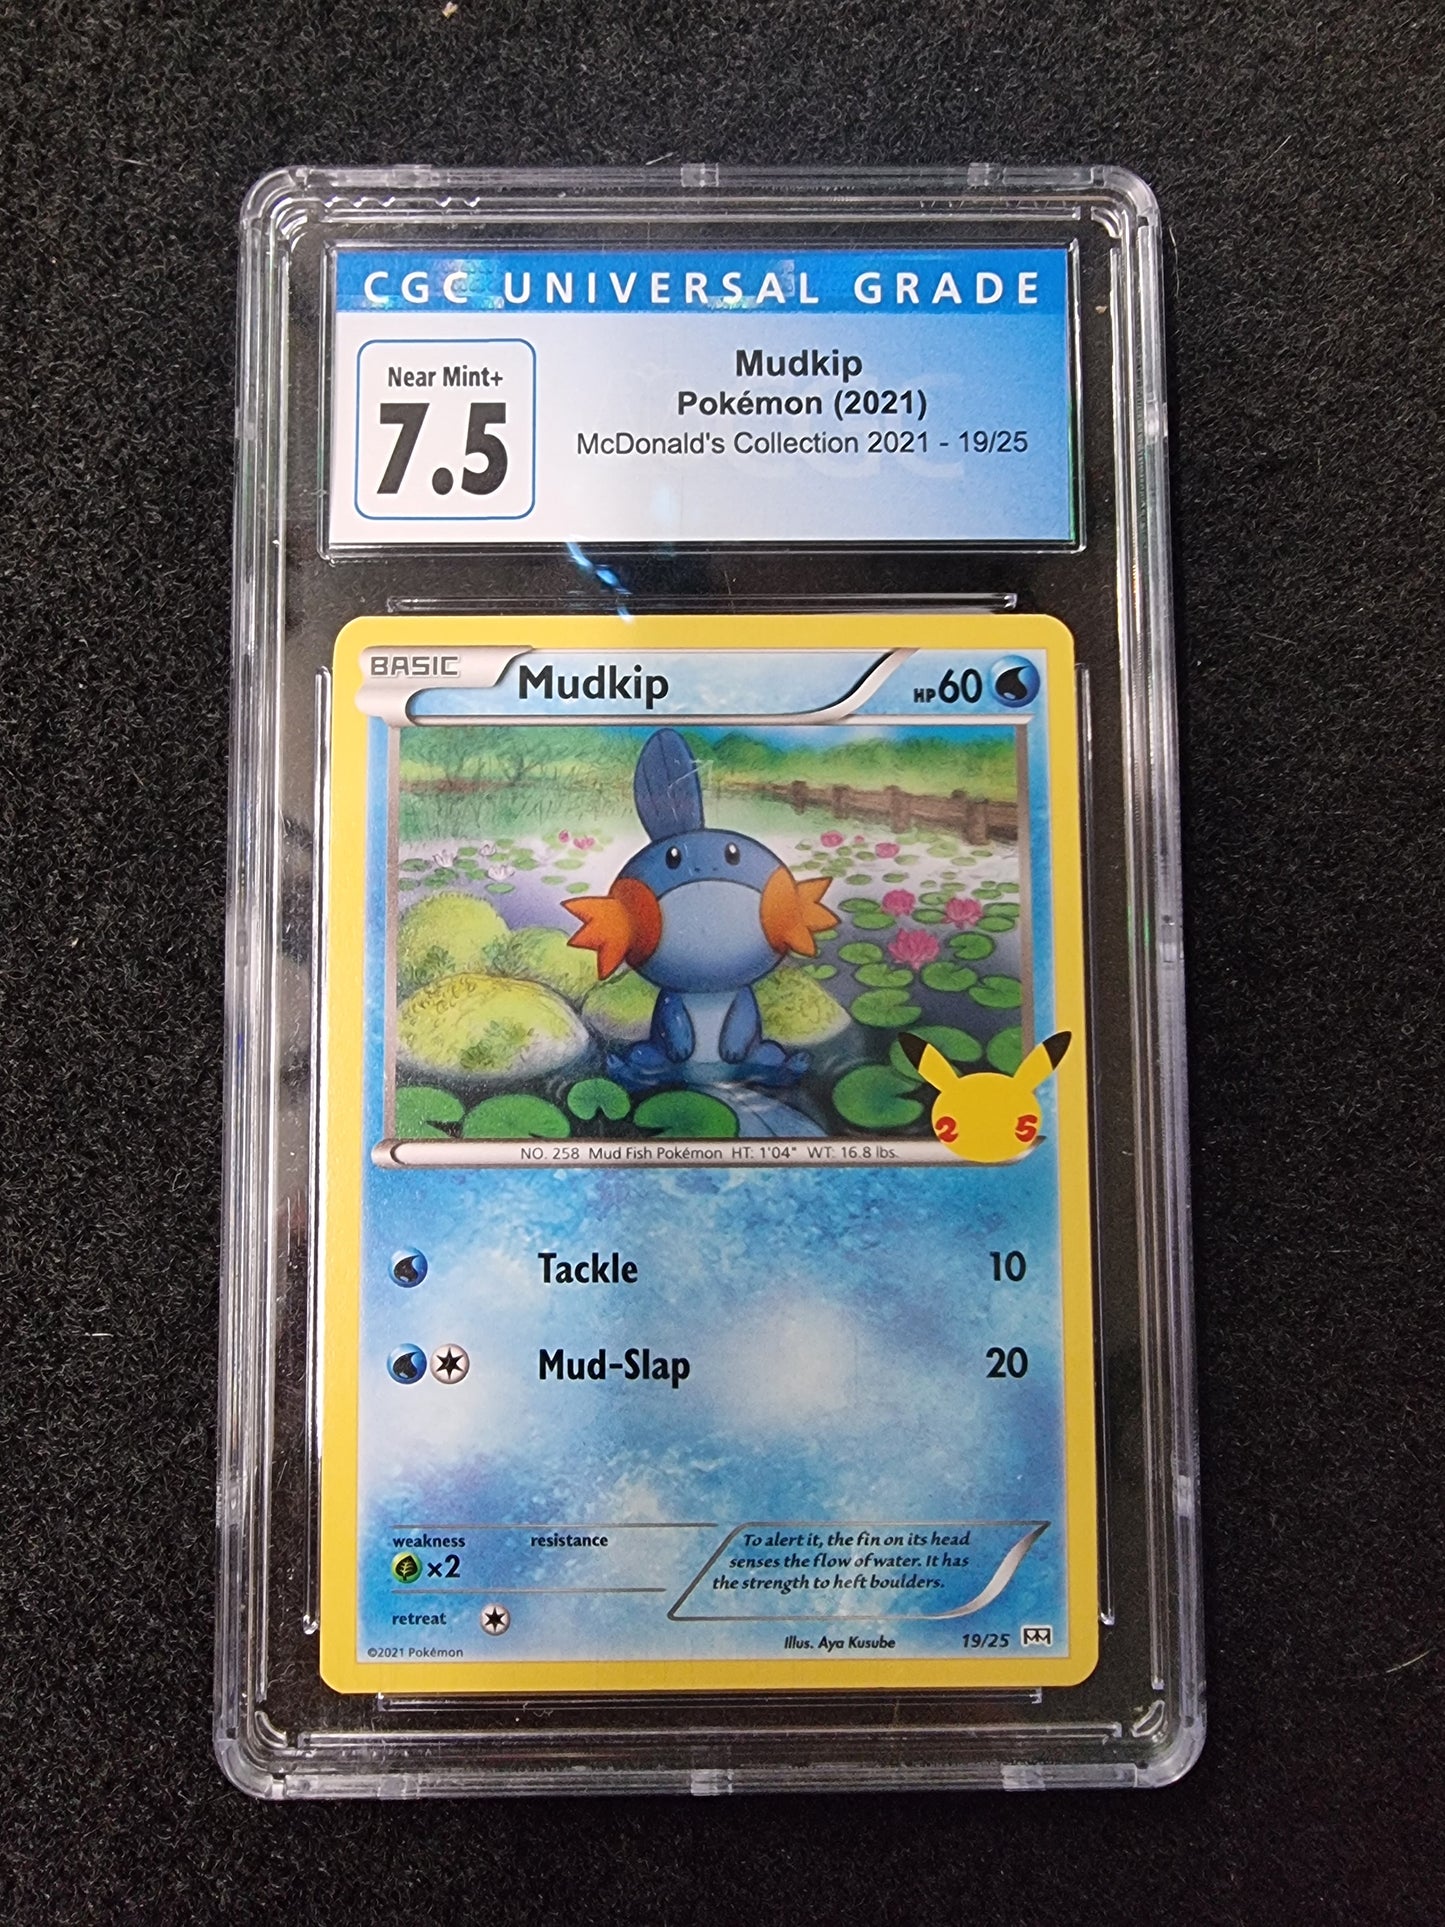 CGC UNIVERSAL GRADE
Near Mint+
7.5
Mudkip
Pokémon (2021)
McDonald's Collection 2021 - 19/25
BASIC
Mudkip
HP 60
25
NO. 258 Mud Fish Pokémon HT: 1'04" WT: 16.8 lbs.
Tackle 10
Mud-Slap 20
weakness resistance
×2
To alert it, the fin on its head
senses the flow of water. It has
the strength to heft boulders.
retreat
Illus. Aya Kusube 19/25
©2021 Pokémon